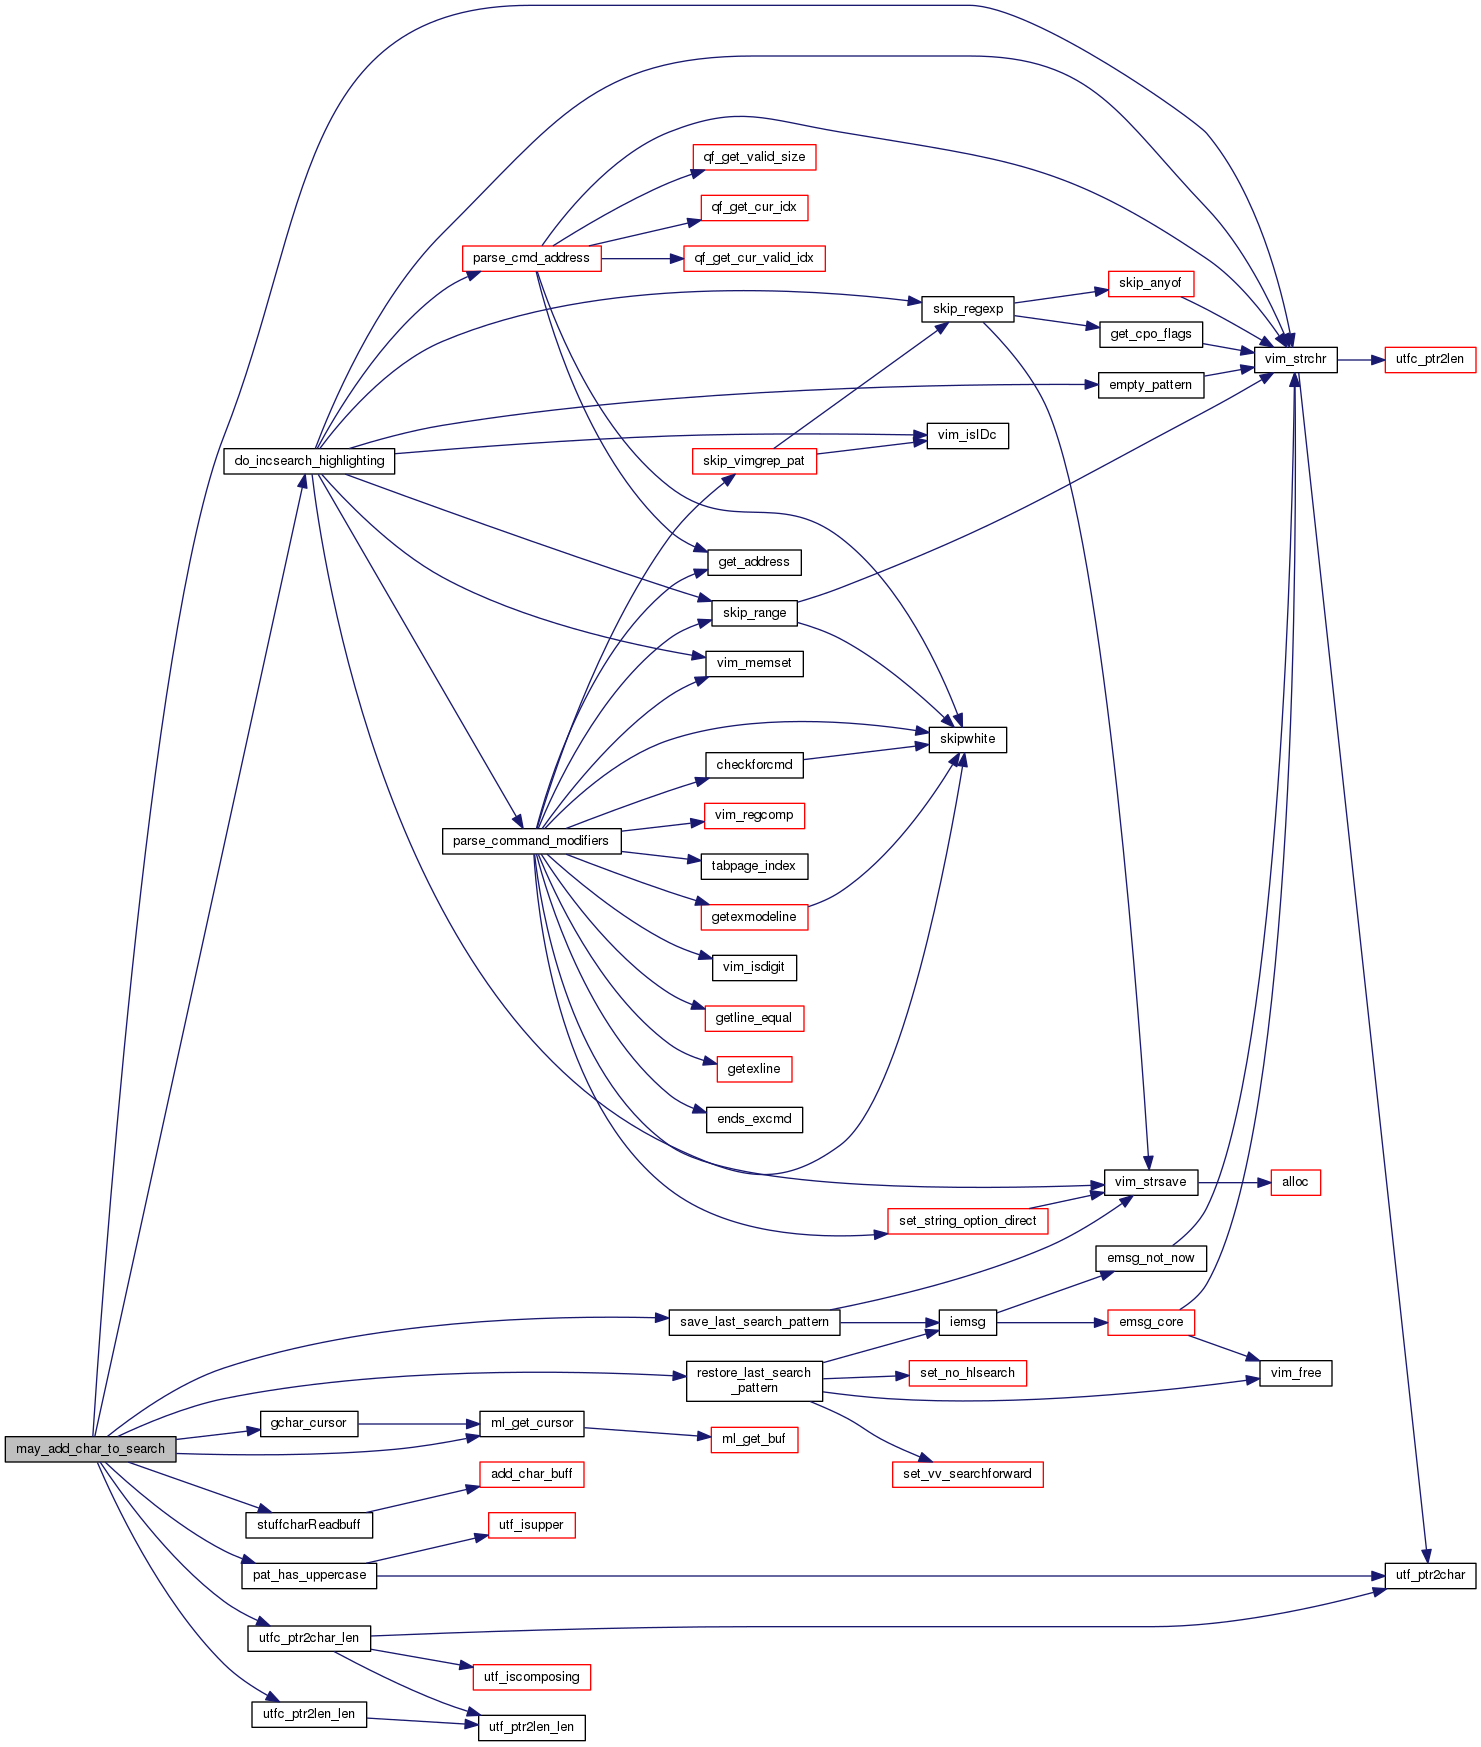 qf_get_valid_size
qf_get_cur_idx
parse_cmd_address
qf_get_cur_valid_idx
skip_anyof
skip_regexp
get_cpo_flags
vim_strchr
utfc_ptr2len
empty_pattern
vim_isIDc
do_incsearch_highlighting
skip_vimgrep_pat
get_address
skip_range
vim_memset
skipwhite
checkforcmd
vim_regcomp
parse_command_modifiers
tabpage_index
getexmodeline
vim_isdigit
getline_equal
getexline
ends_excmd
vim_strsave
alloc
set_string_option_direct
emsg_not_now
save_last_search_pattern
iemsg
emsg_core
restore_last_search
_pattern
set_no_hlsearch
vim_free
gchar_cursor
ml_get_cursor
ml_get_buf
may_add_char_to_search
add_char_buff
set_vv_searchforward
stuffcharReadbuff
utf_isupper
pat_has_uppercase
utf_ptr2char
utfc_ptr2char_len
utf_iscomposing
utfc_ptr2len_len
utf_ptr2len_len